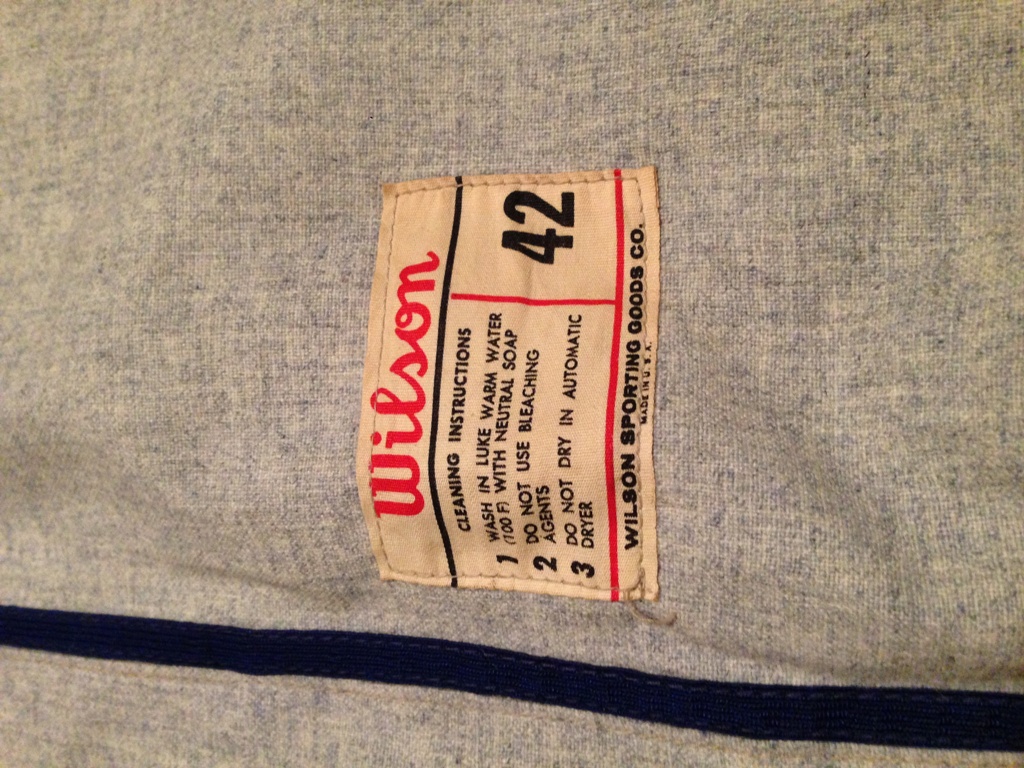 Wilson
CLEANING INSTRUCTIONS
1 WASH IN LUKE WARM WATER
(100 F) WITH NEUTRAL SOAP
2 DO NOT USE BLEACHING
AGENTS
3 DO NOT DRY IN AUTOMATIC
DRYER
42
WILSON SPORTING GOODS CO.
MADE IN U.S.A.